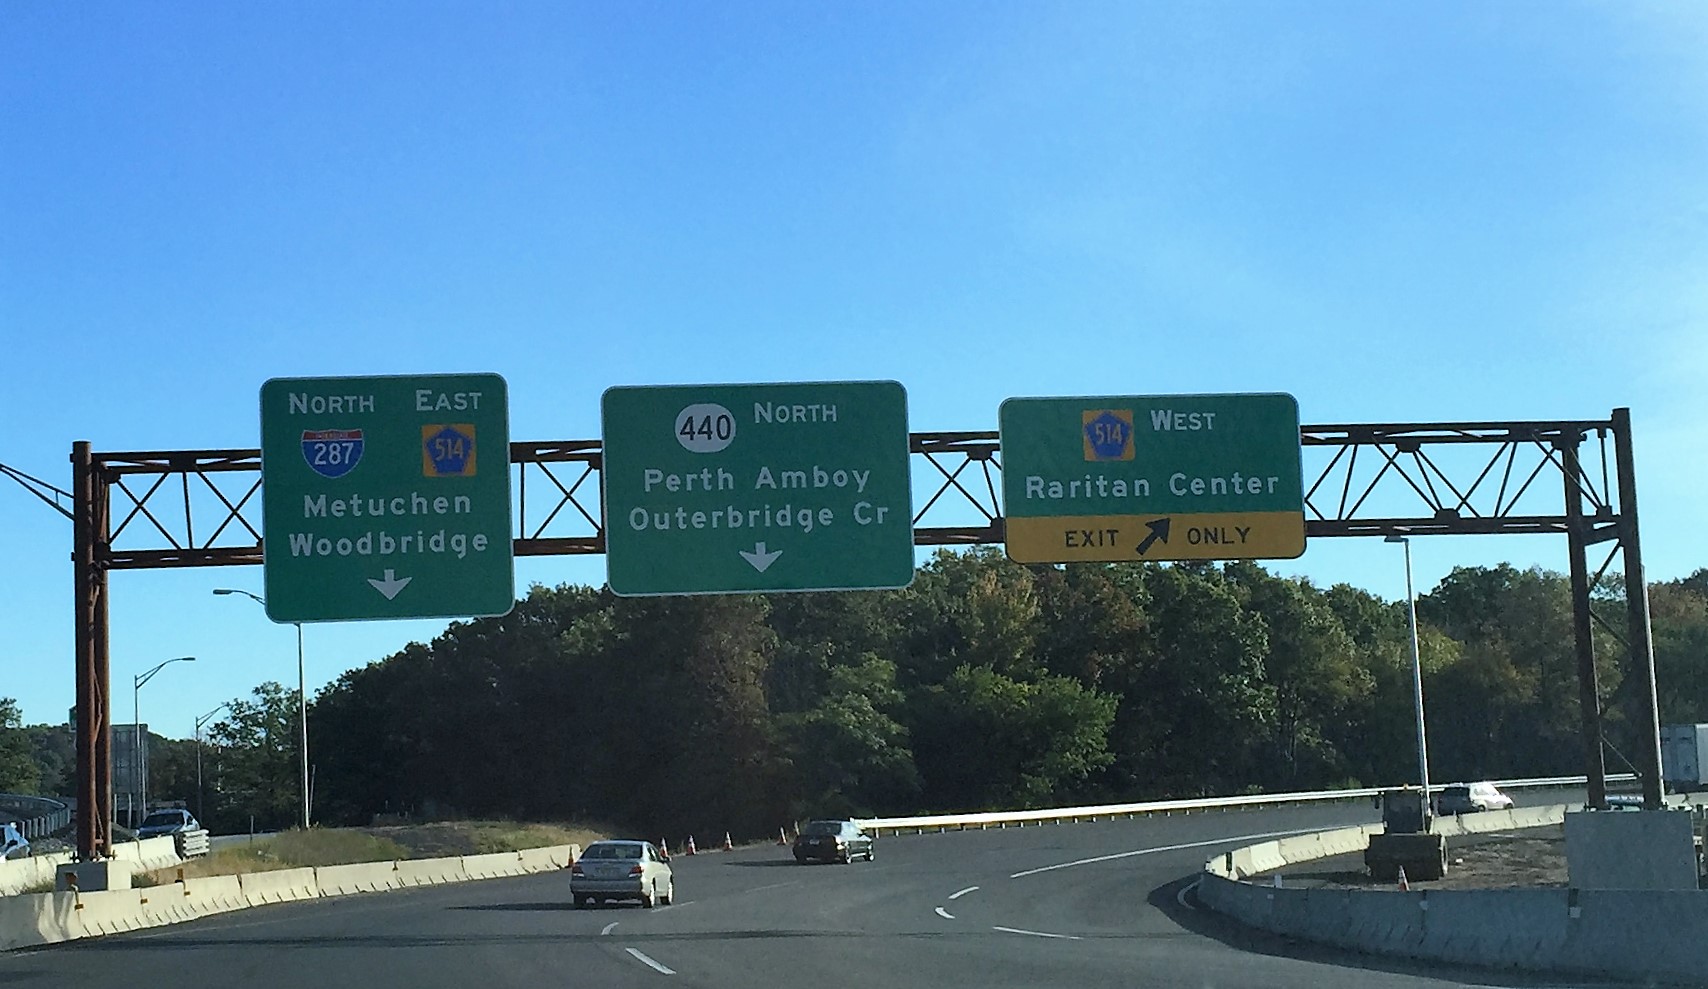 NORTH EAST
INTERSTATE
287 514
Metuchen
Woodbridge
440 NORTH
Perth Amboy
Outerbridge Cr
514 WEST
Raritan Center
EXIT ONLY